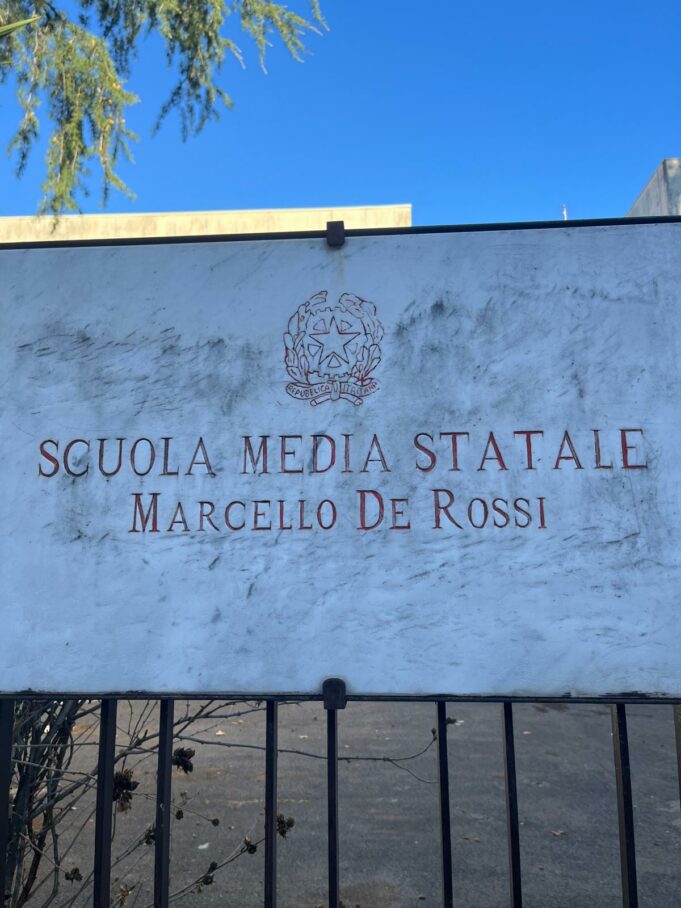 REPUBBLICA ITALIANA
SCUOLA MEDIA STATALE
MARCELLO DE ROSSI